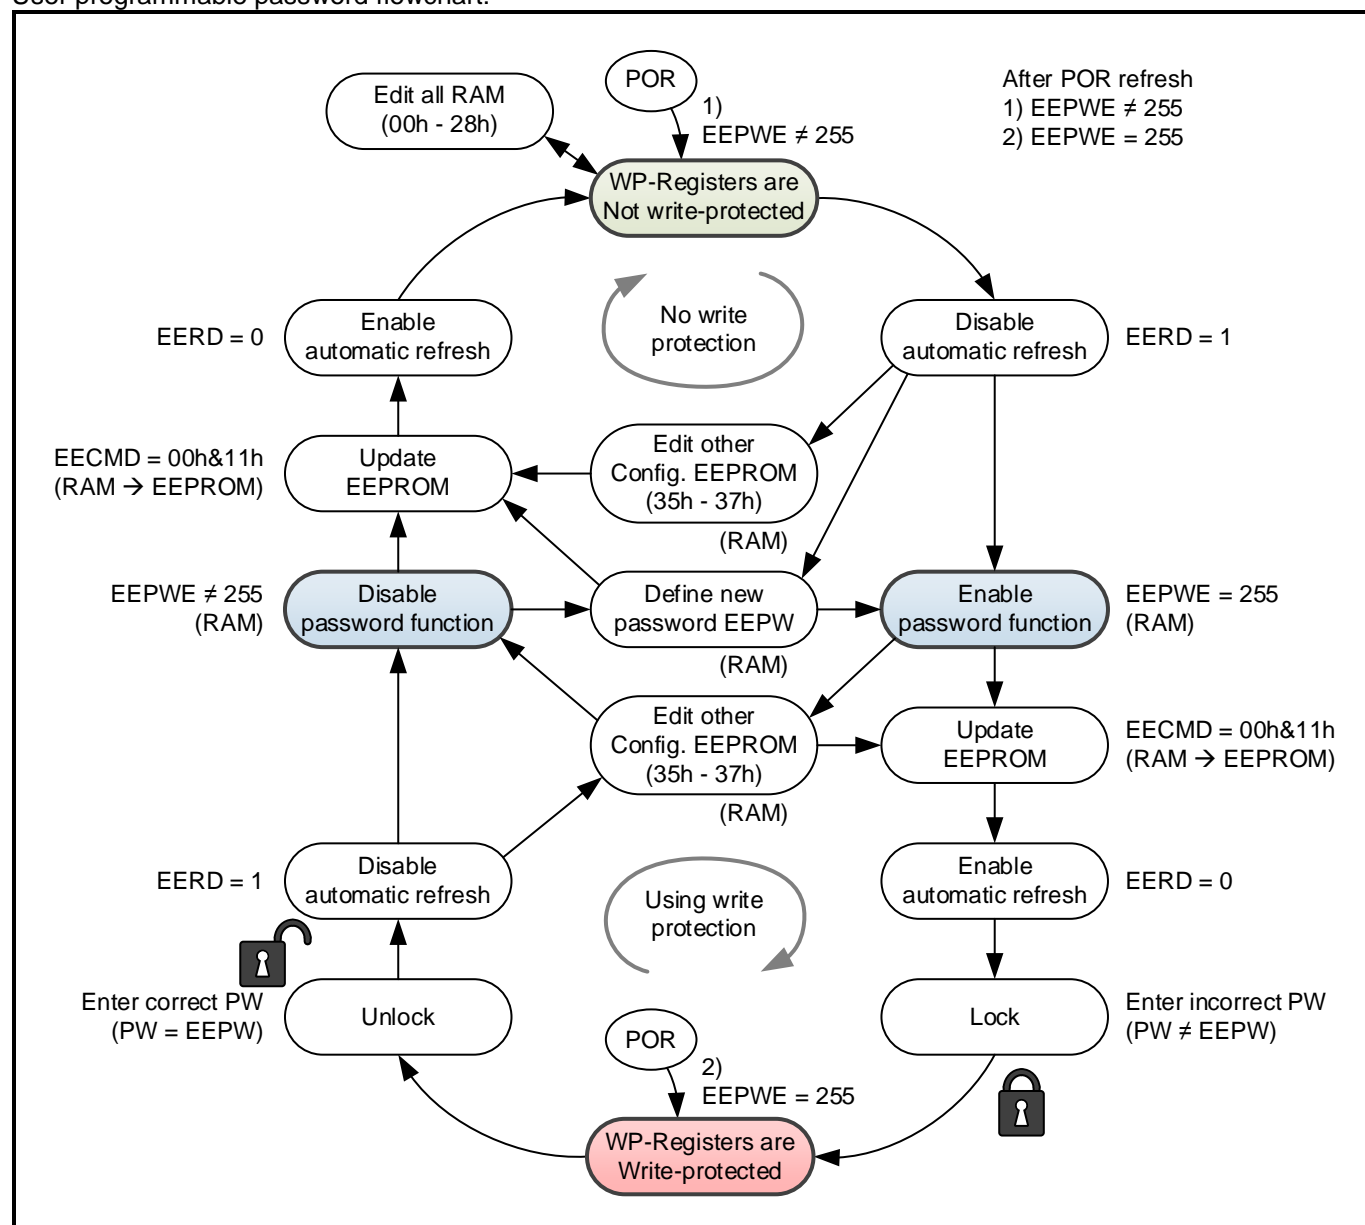 User programmable password flowchart.
POR
1)
EEPWE ≠ 255
After POR refresh
1) EEPWE ≠ 255
2) EEPWE = 255
Edit all RAM
(00h - 28h)
WP-Registers are
Not write-protected
No write
protection
EERD = 0
Enable
automatic refresh
Disable
automatic refresh
EERD = 1
EECMD = 00h&11h
(RAM → EEPROM)
Update
EEPROM
Edit other
Config. EEPROM
(35h - 37h)
(RAM)
EEPWE ≠ 255
(RAM)
Disable
password function
Define new
password EEPW
(RAM)
Enable
password function
EEPWE = 255
(RAM)
Edit other
Config. EEPROM
(35h - 37h)
(RAM)
Update
EEPROM
EECMD = 00h&11h
(RAM → EEPROM)
EERD = 1
Disable
automatic refresh
Using write
protection
Enable
automatic refresh
EERD = 0
Enter correct PW
(PW = EEPW)
Unlock
Lock
Enter incorrect PW
(PW ≠ EEPW)
POR
2)
EEPWE = 255
WP-Registers are
Write-protected